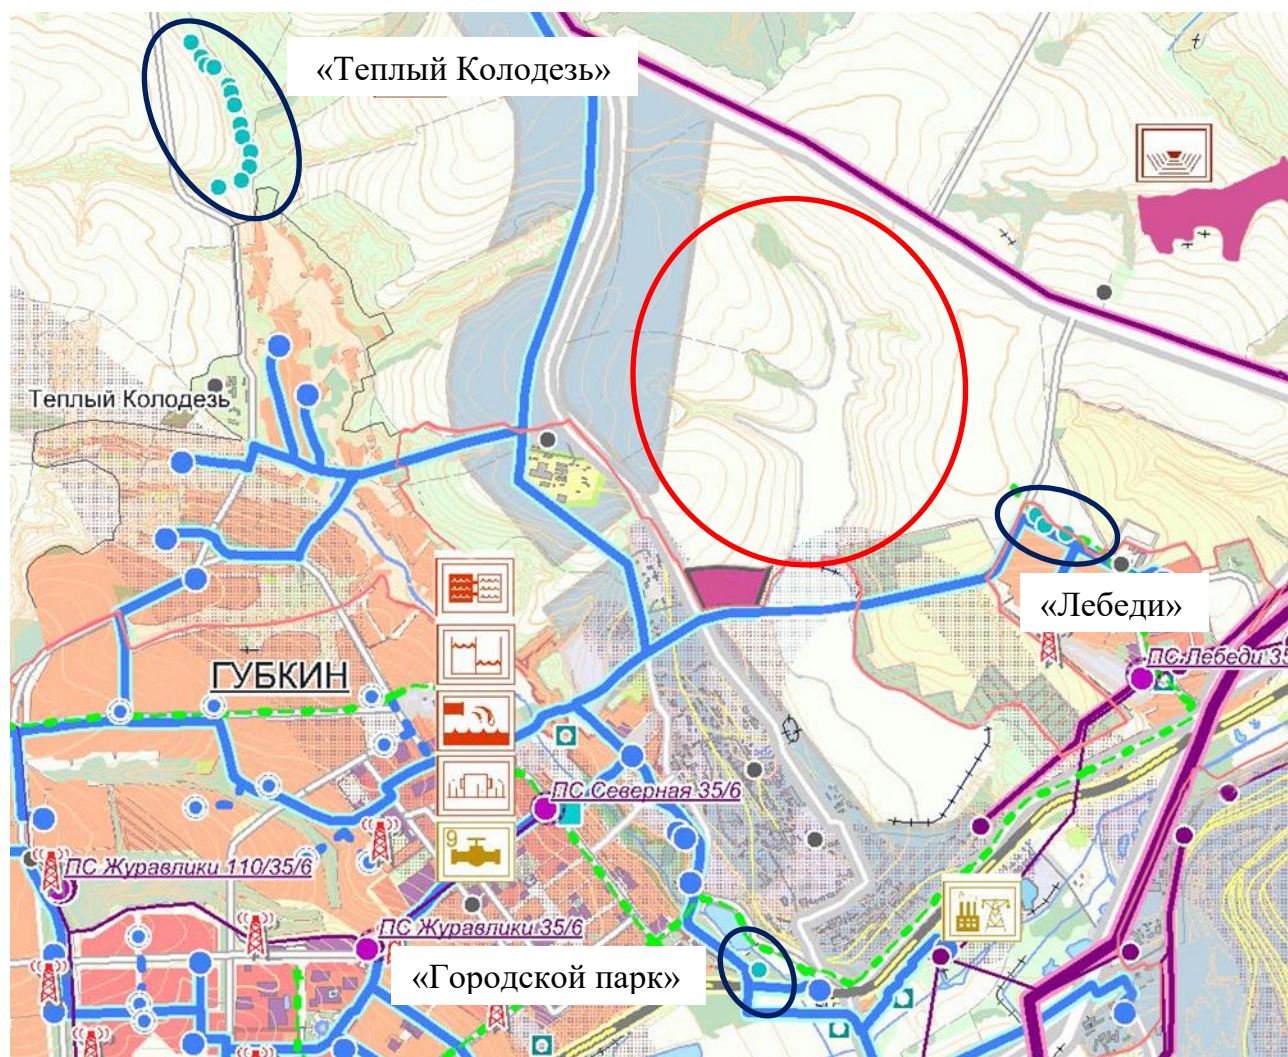 «Теплый Колодезь»
Теплый Колодезь
«Лебеди»
ПС Лебеди 35
ГУБКИН
ПС Северная 35/6
9
ПС Журавлики 110/35/6
ПС Журавлики 35/6
«Городской парк»